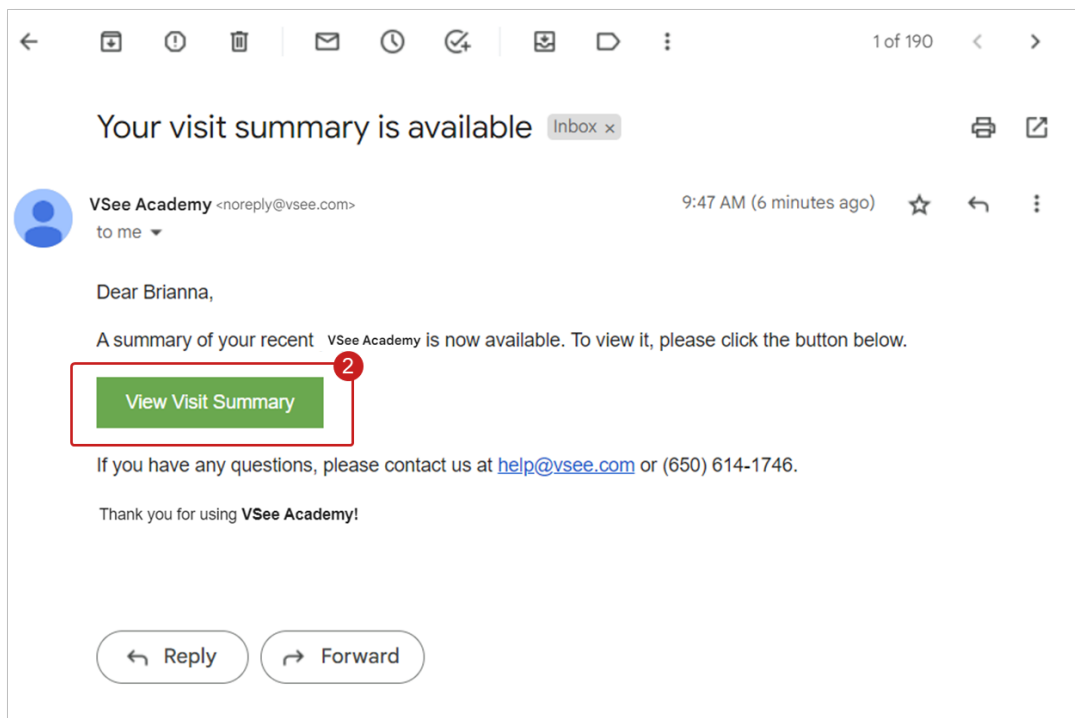 1 of 190
Your visit summary is available Inbox x
VSee Academy <noreply@vsee.com> 9:47 AM (6 minutes ago)
to me
Dear Brianna,
A summary of your recent VSee Academy is now available. To view it, please click the button below.
2
View Visit Summary
If you have any questions, please contact us at help@vsee.com or (650) 614-1746.
Thank you for using VSee Academy!
Reply Forward